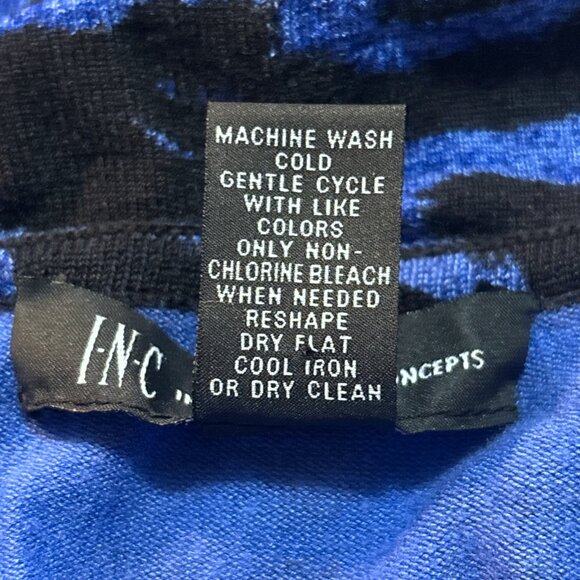 MACHINE WASH
COLD
GENTLE CYCLE
WITH LIKE
COLORS
ONLY NON-
CHLORINE BLEACH
WHEN NEEDED
RESHAPE
DRY FLAT
COOL IRON
OR DRY CLEAN
I·N·C
NCEPTS